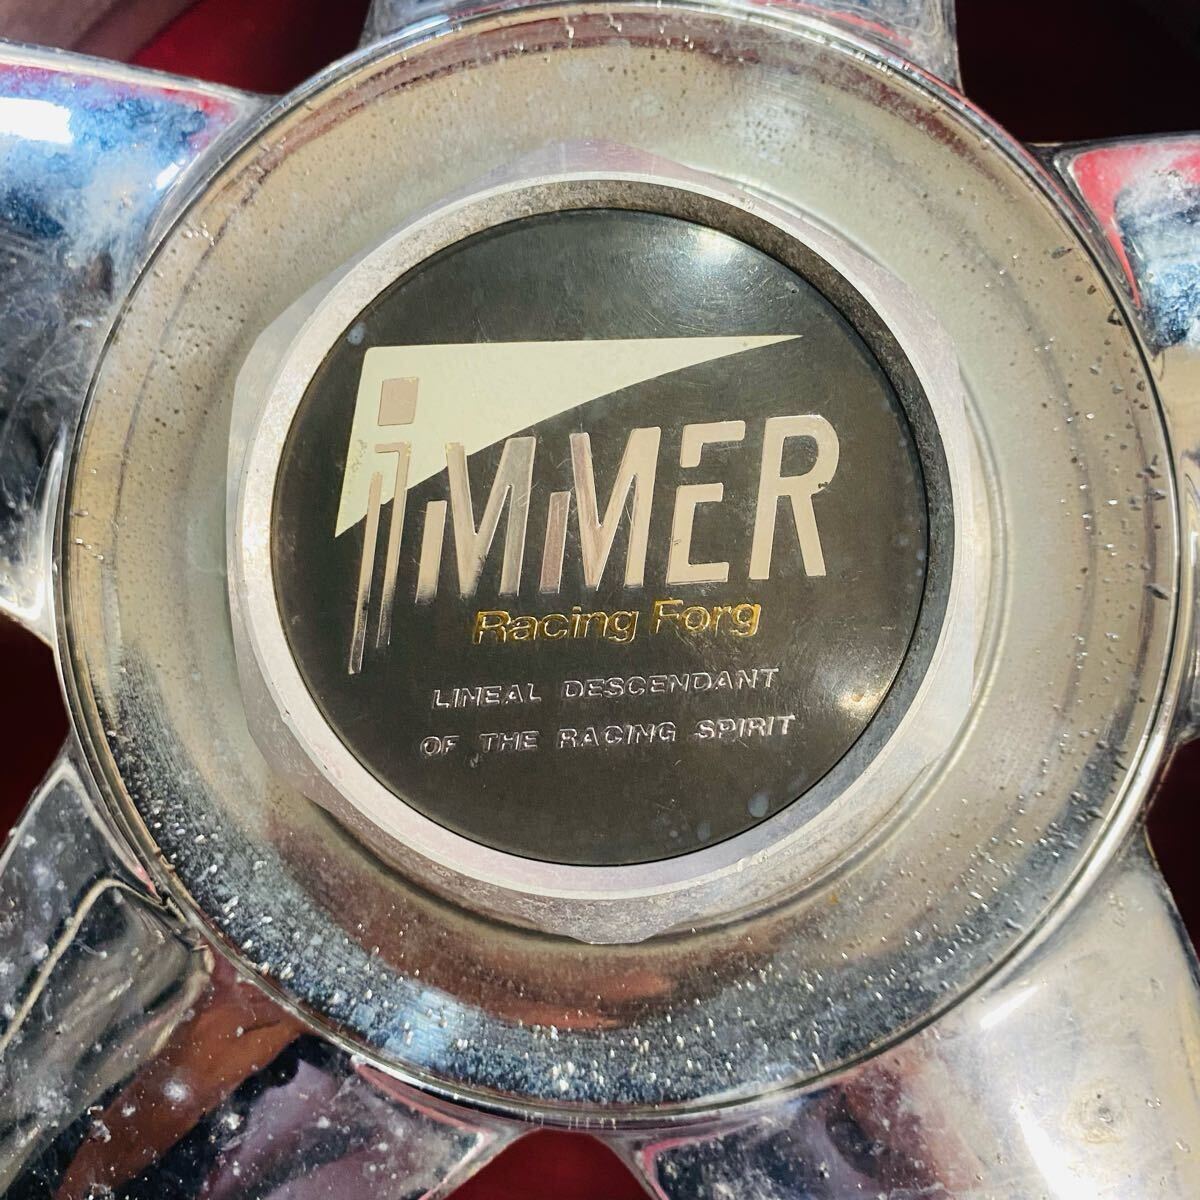 iMMER
Racing Forg
LINEAL DESCENDANT
OF THE RACING SPIRIT